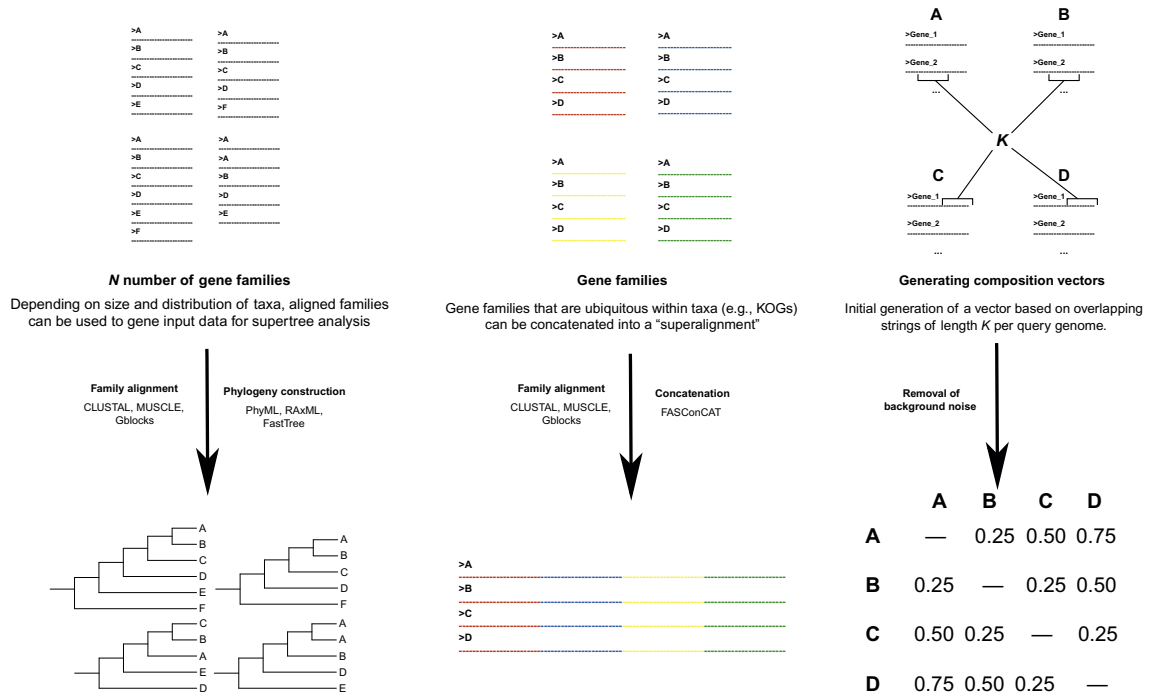 >A
>B
>C
>D
>E
>A
>B
>C
>D
>F
>A
>B
>C
>D
>E
>F
>A
>A
>B
>D
>E
N number of gene families
Depending on size and distribution of taxa, aligned families
can be used to gene input data for supertree analysis
Family alignment
CLUSTAL, MUSCLE,
Gblocks
Phylogeny construction
PhyML, RAxML,
FastTree
A
B
C
D
E
F
A
B
C
D
F
C
B
A
E
D
A
A
B
D
E
>A
>B
>C
>D
>A
>B
>C
>D
>A
>B
>C
>D
>A
>B
>C
>D
Gene families
Gene families that are ubiquitous within taxa (e.g., KOGs)
can be concatenated into a “superalignment”
Family alignment
CLUSTAL, MUSCLE,
Gblocks
Concatenation
FASConCAT
>A
>B
>C
>D
A
>Gene_1
>Gene_2
...
B
>Gene_1
>Gene_2
...
K
C
>Gene_1
>Gene_2
...
D
>Gene_1
>Gene_2
...
Generating composition vectors
Initial generation of a vector based on overlapping
strings of length K per query genome.
Removal of
background noise
A B C D
A — 0.25 0.50 0.75
B 0.25 — 0.25 0.50
C 0.50 0.25 — 0.25
D 0.75 0.50 0.25 —